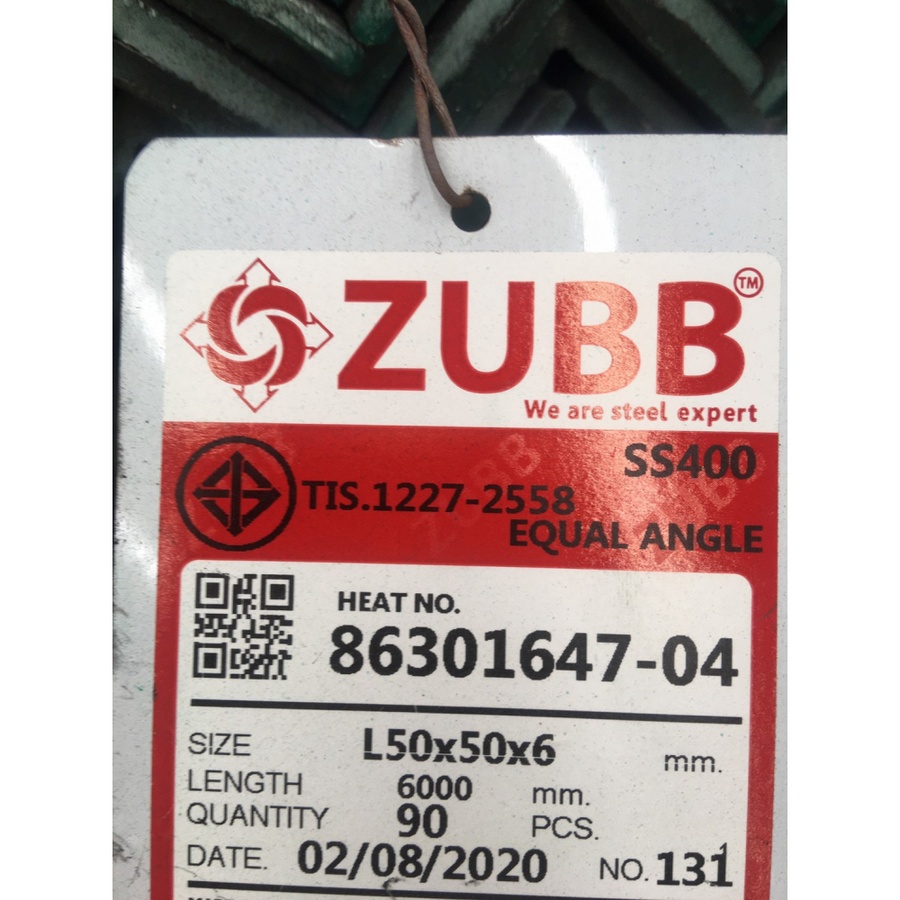 ZUBB™
We are steel expert
SS400
TIS.1227-2558
EQUAL ANGLE
HEAT NO.
86301647-04
SIZE L50x50x6 mm.
LENGTH 6000 mm.
QUANTITY 90 PCS.
DATE. 02/08/2020 NO. 131